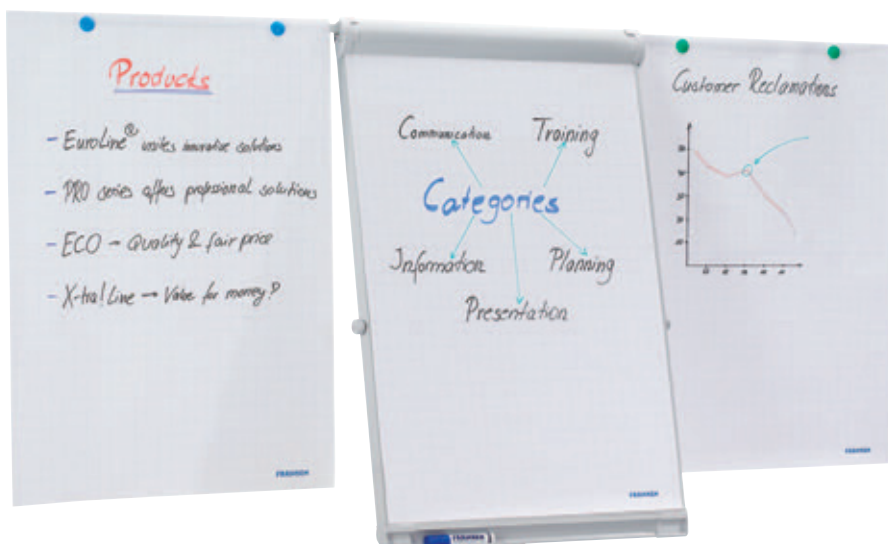 Products
- EuroLine® unites innovative solutions
- PRO series offers professional solutions
- ECO → Quality & fair price
- X-tra!Line → Value for money!
FRANKEN
Communication
Training
Categories
Information
Planning
Presentation
FRANKEN
FRANKEN
Customer Reclamations
FRANKEN